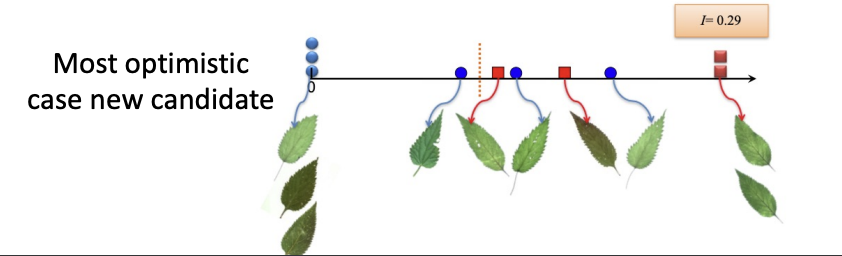 I= 0.29
Most optimistic
case new candidate
0